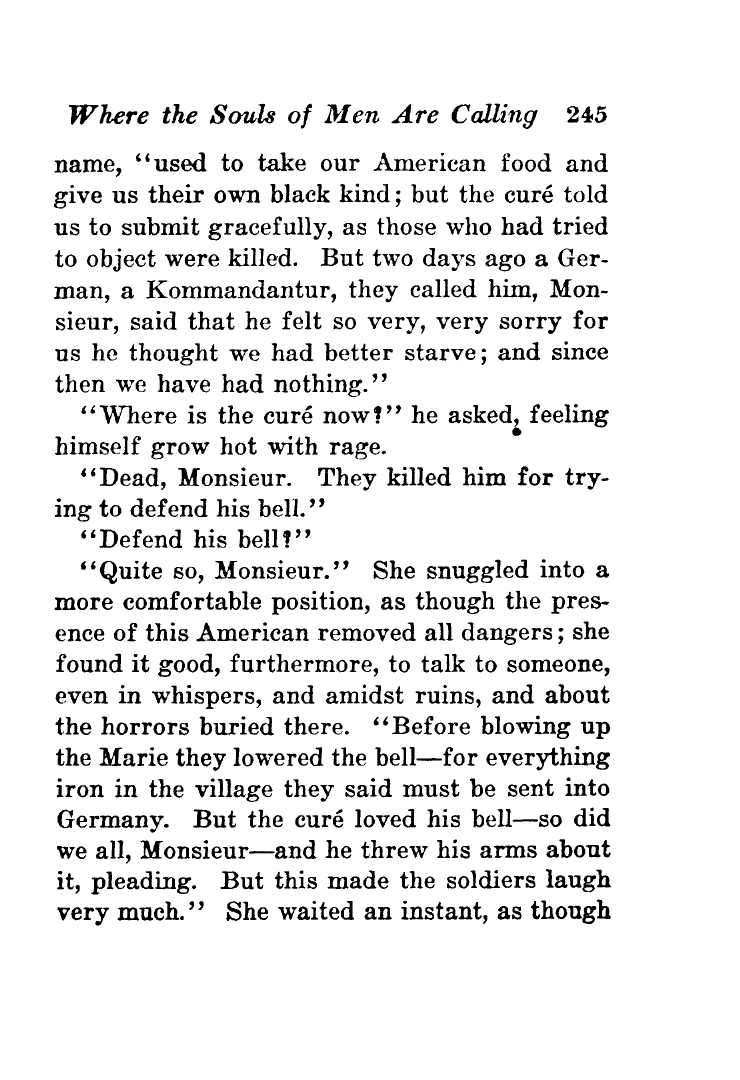 Where the Souls of Men Are Calling 245
name, “used to take our American food and
give us their own black kind; but the curé told
us to submit gracefully, as those who had tried
to object were killed. But two days ago a Ger-
man, a Kommandantur, they called him, Mon-
sieur, said that he felt so very, very sorry for
us he thought we had better starve; and since
then we have had nothing.”
“Where is the curé now?” he asked, feeling
himself grow hot with rage.
“Dead, Monsieur. They killed him for try-
ing to defend his bell.”
“Defend his bell?”
“Quite so, Monsieur.” She snuggled into a
more comfortable position, as though the pres-
ence of this American removed all dangers; she
found it good, furthermore, to talk to someone,
even in whispers, and amidst ruins, and about
the horrors buried there. “Before blowing up
the Marie they lowered the bell—for everything
iron in the village they said must be sent into
Germany. But the curé loved his bell—so did
we all, Monsieur—and he threw his arms about
it, pleading. But this made the soldiers laugh
very much.” She waited an instant, as though